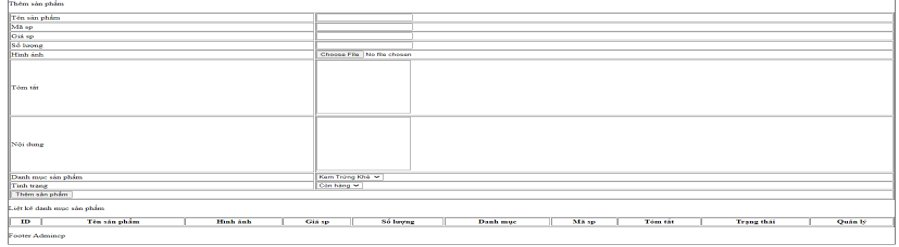 Thêm sản phẩm
Tên sản phẩm
Mã sp
Giá sp
Số lượng
Hình ảnh Choose File No file chosen
Tóm tắt
Nội dung
Danh mục sản phẩm Kem Trứng Khê
Tình trạng Còn hàng
Thêm sản phẩm
Liệt kê danh mục sản phẩm
ID Tên sản phẩm Hình ảnh Giá sp Số lượng Danh mục Mã sp Tóm tắt Trạng thái Quản lý
Footer Admincp